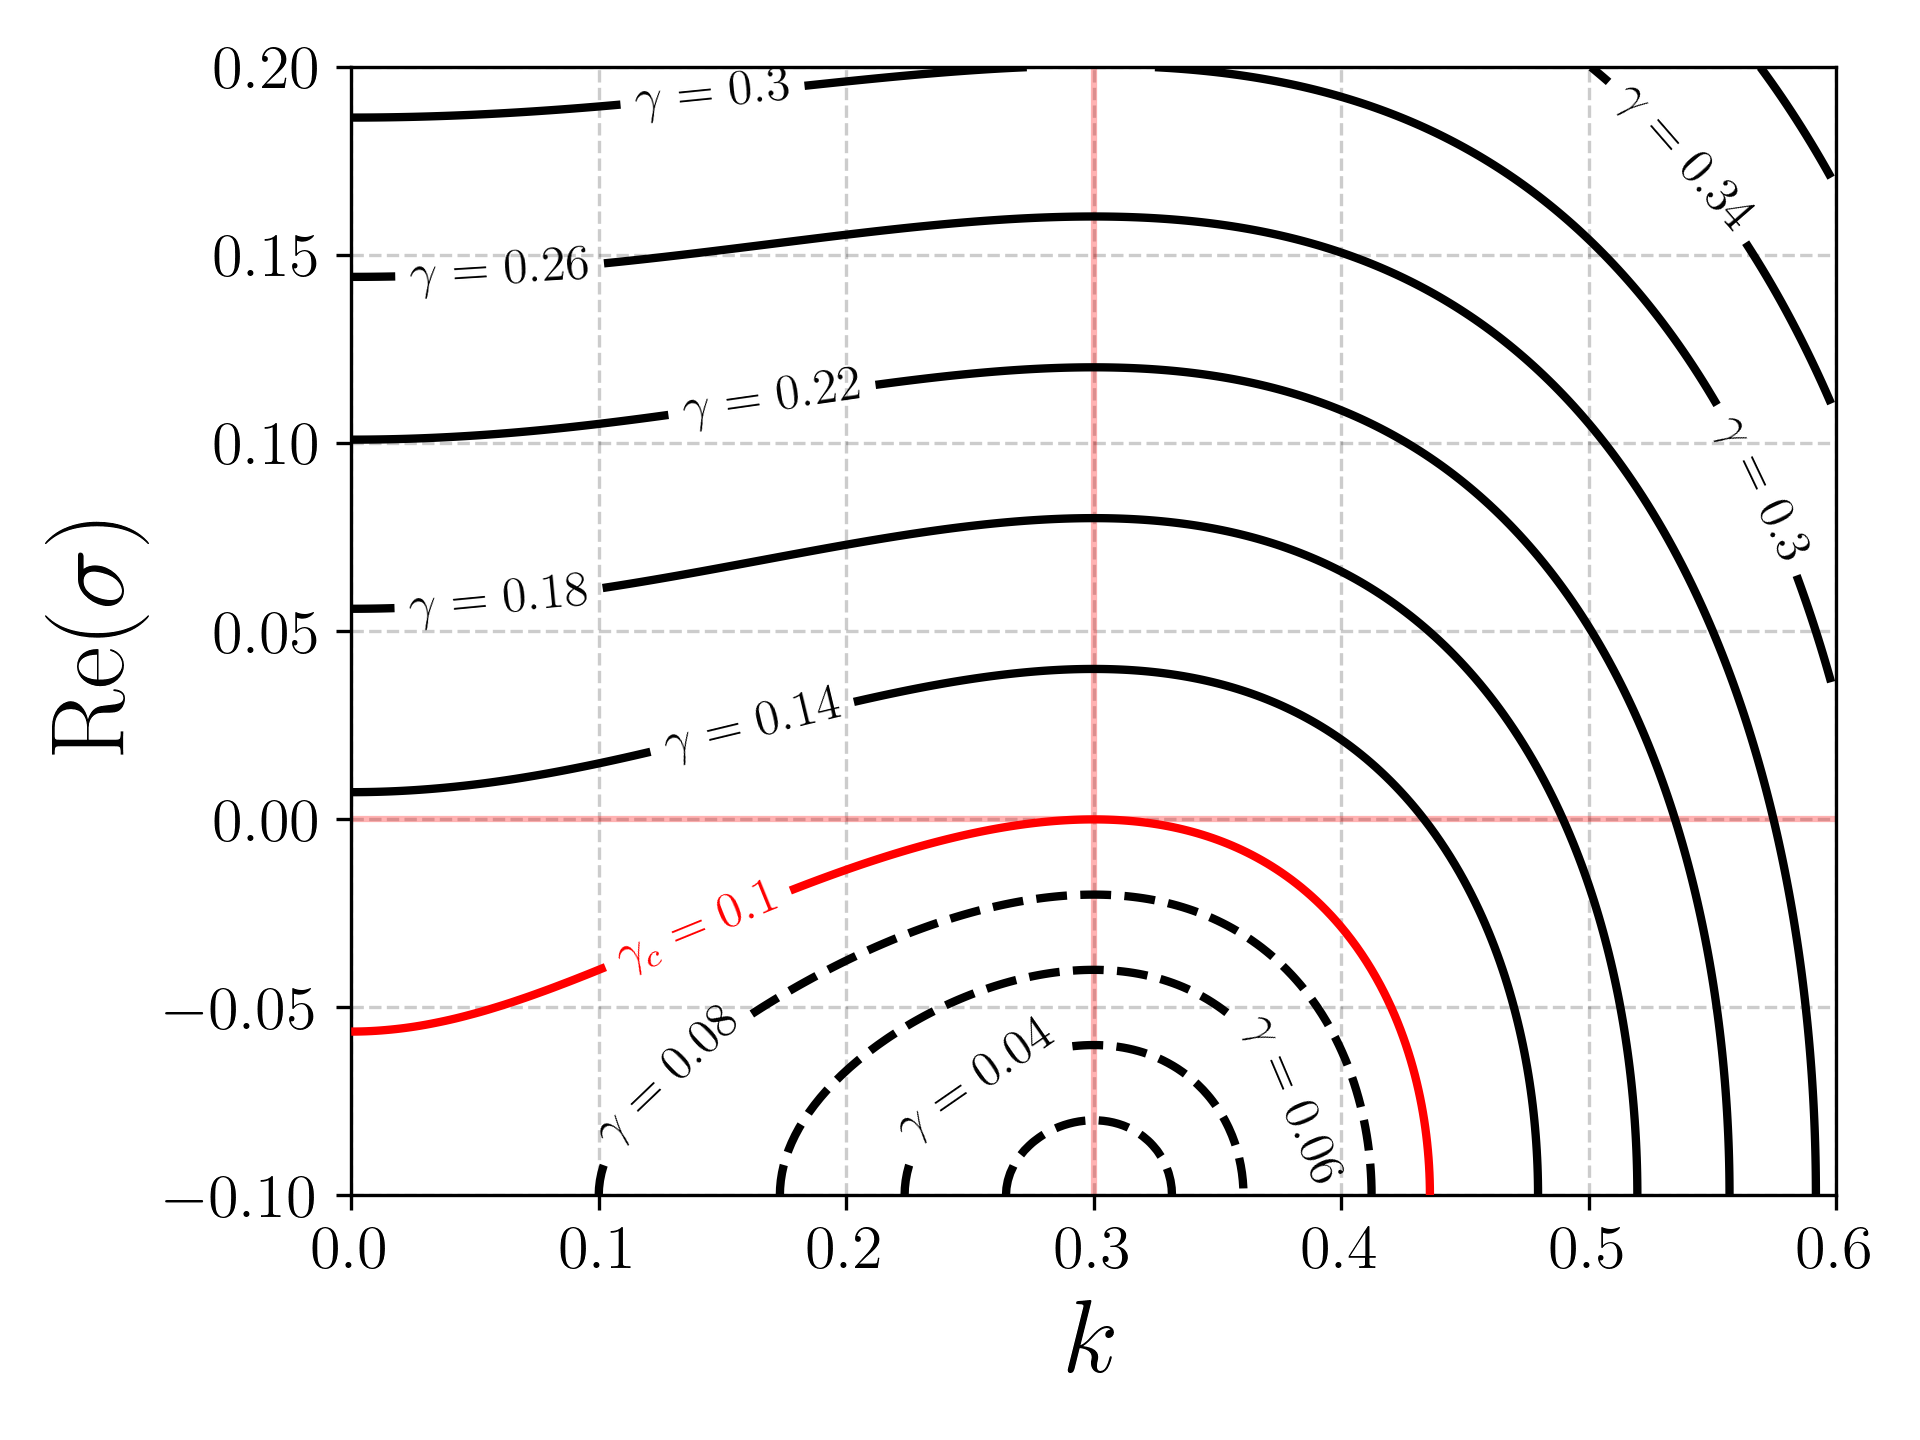 0.20
0.15
0.10
0.05
0.00
−0.05
−0.10
Re(σ)
γ = 0.3
γ = 0.34
γ = 0.26
γ = 0.22
γ = 0.3
γ = 0.18
γ = 0.14
γc = 0.1
γ = 0.08
γ = 0.04
γ = 0.06
0.0 0.1 0.2 0.3 0.4 0.5 0.6
k